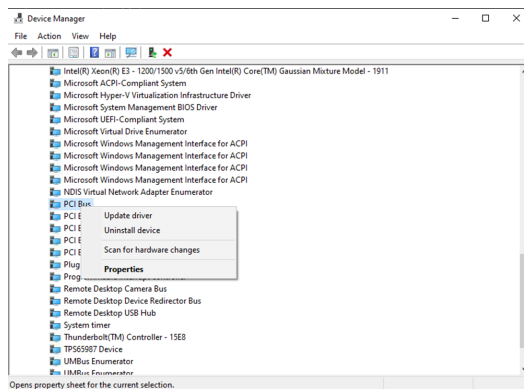 Device Manager
File Action View Help
Intel(R) Xeon(R) E3 - 1200/1500 v5/6th Gen Intel(R) Core(TM) Gaussian Mixture Model - 1911
Microsoft ACPI-Compliant System
Microsoft Hyper-V Virtualization Infrastructure Driver
Microsoft System Management BIOS Driver
Microsoft UEFI-Compliant System
Microsoft Virtual Drive Enumerator
Microsoft Windows Management Interface for ACPI
Microsoft Windows Management Interface for ACPI
Microsoft Windows Management Interface for ACPI
Microsoft Windows Management Interface for ACPI
NDIS Virtual Network Adapter Enumerator
PCI Bus
PCI E
PCI E
PCI E
PCI E
Plug
Update driver
Uninstall device
Scan for hardware changes
Properties
Remote Desktop Camera Bus
Remote Desktop Device Redirector Bus
Remote Desktop USB Hub
System timer
Thunderbolt(TM) Controller - 15E8
TPS65987 Device
UMBus Enumerator
UMBus Enumerator
Opens property sheet for the current selection.